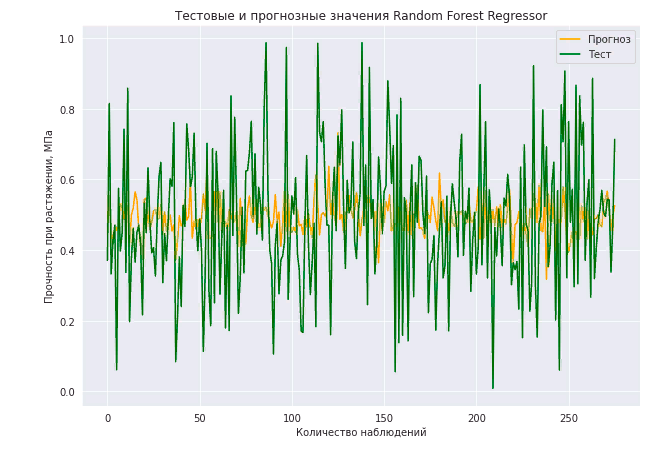 Тестовые и прогнозные значения Random Forest Regressor
Прогноз
Тест
Прочность при растяжении, МПа
1.0
0.8
0.6
0.4
0.2
0.0
0
50
100
150
200
250
Количество наблюдений